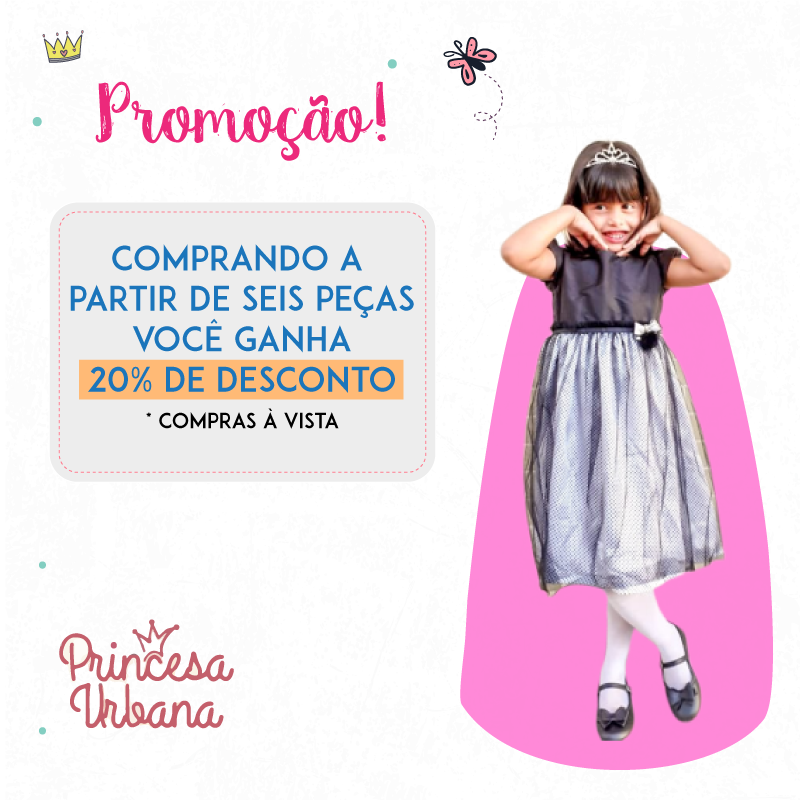 Promoção!
COMPRANDO A
PARTIR DE SEIS PEÇAS
VOCÊ GANHA
20% DE DESCONTO
* COMPRAS À VISTA
Princesa
Urbana